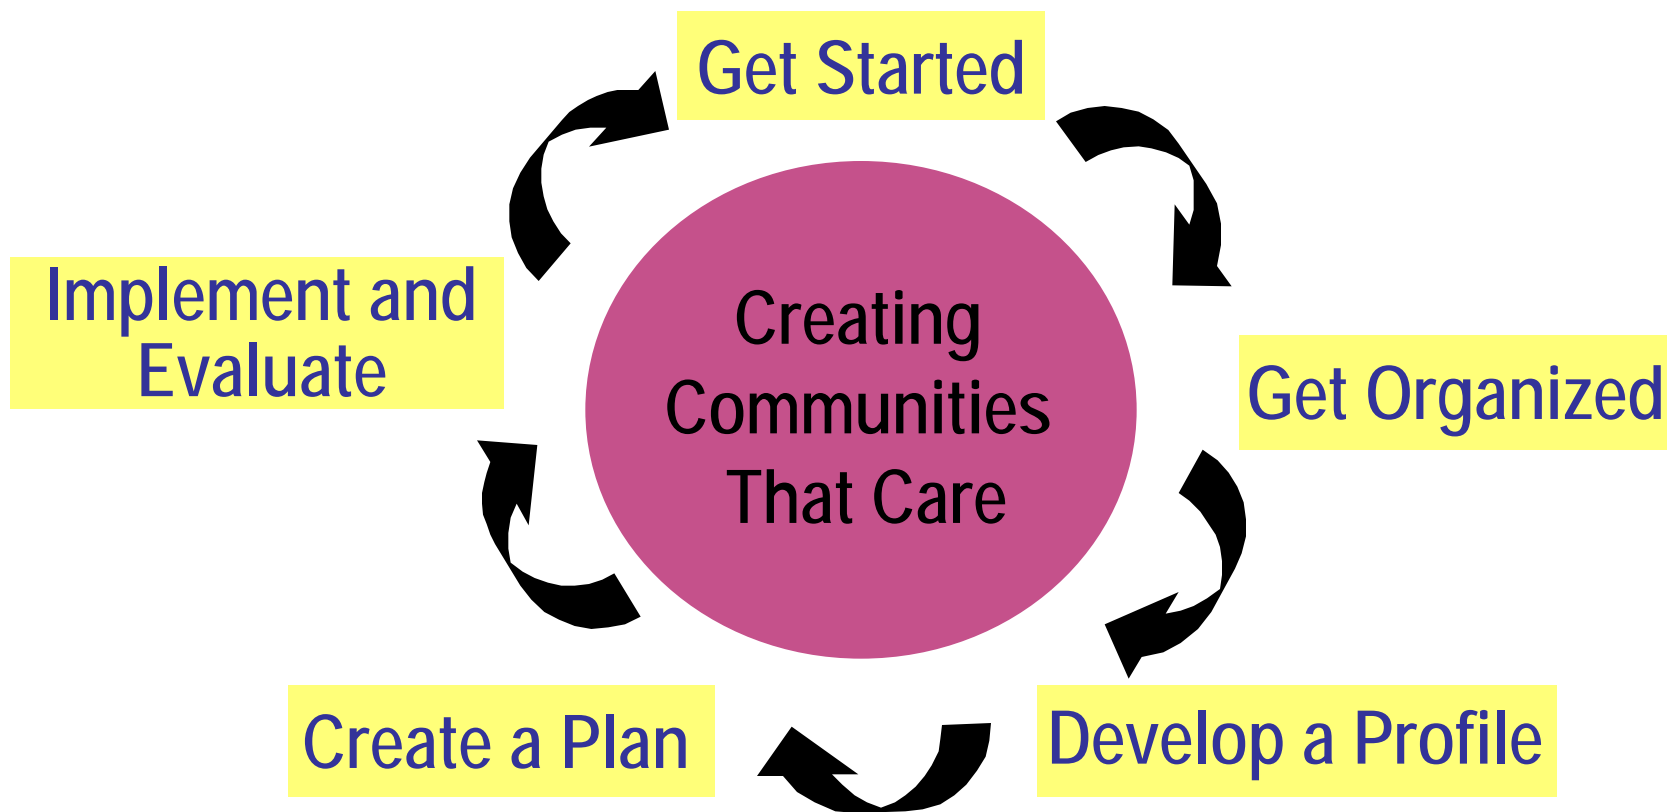 Get Started
Implement and
Evaluate
Creating
Communities
That Care
Get Organized
Create a Plan
Develop a Profile